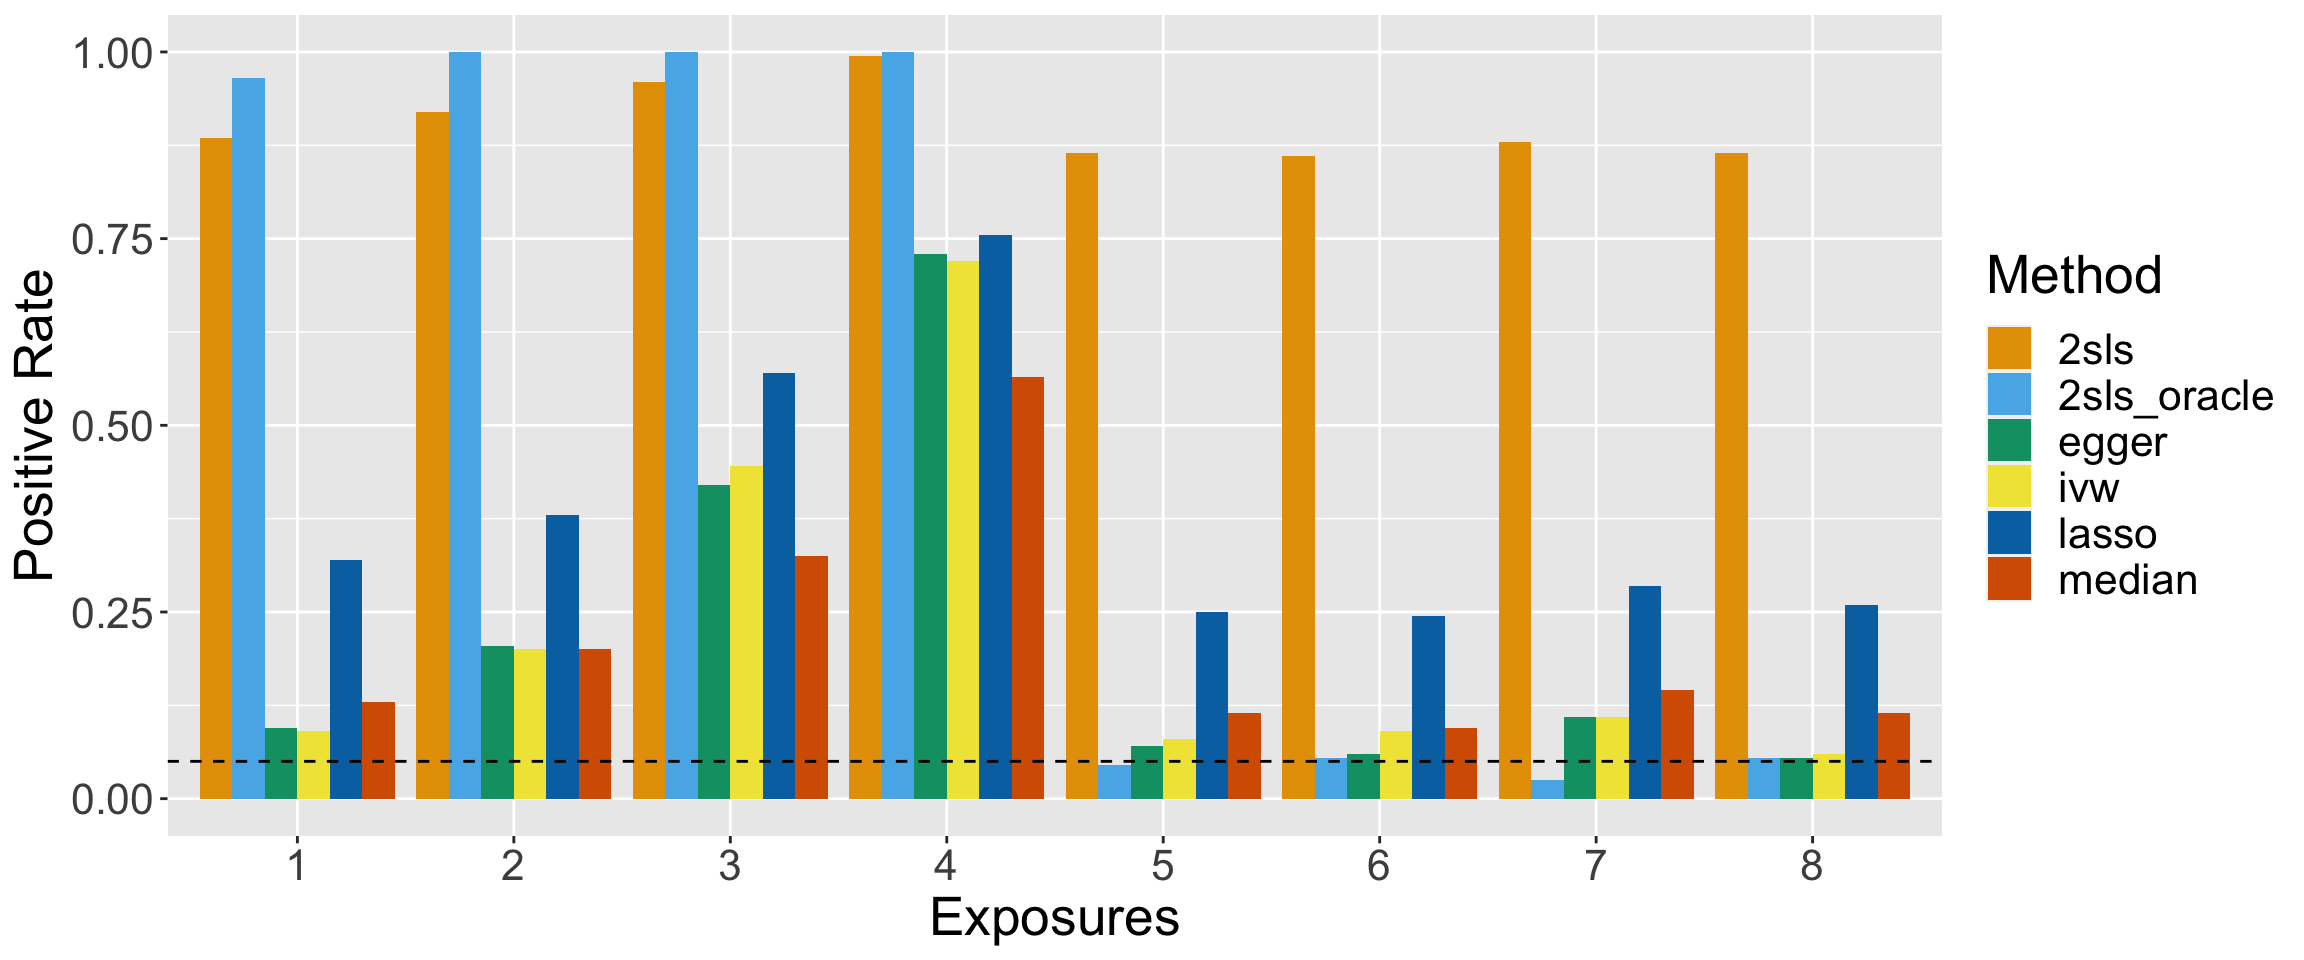 1.00
0.75
0.50
0.25
0.00
Positive Rate
1 2 3 4 5 6 7 8
Exposures
Method
2sls
2sls_oracle
egger
ivw
lasso
median